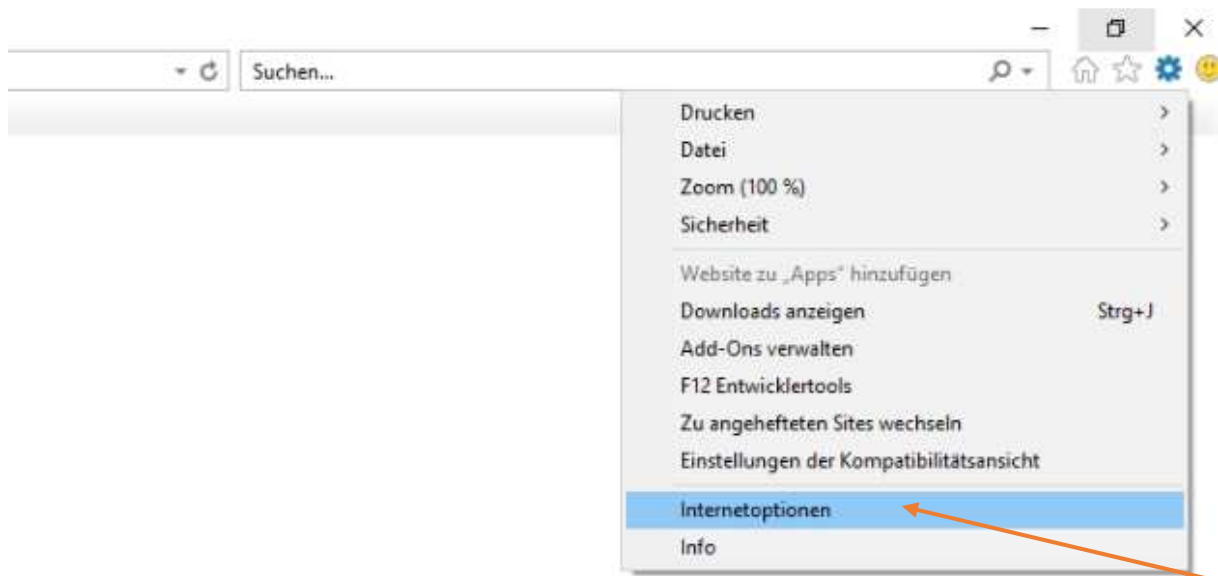 Suchen...
Drucken
Datei
Zoom (100 %)
Sicherheit
Website zu „Apps“ hinzufügen
Downloads anzeigen Strg+J
Add-Ons verwalten
F12 Entwicklertools
Zu angehefteten Sites wechseln
Einstellungen der Kompatibilitätsansicht
Internetoptionen
Info